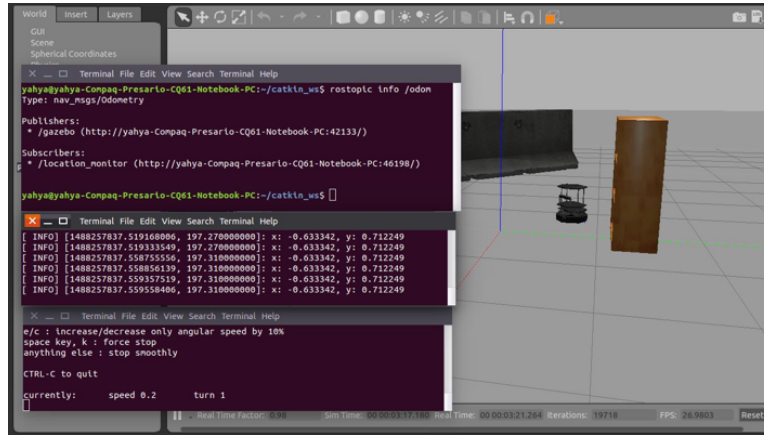 World Insert Layers
GUI
Scene
Spherical Coordinates
Terminal File Edit View Search Terminal Help
yahya@yahya-Compaq-Presario-CQ61-Notebook-PC:~/catkin_ws$ rostopic info /odom
Type: nav_msgs/Odometry
Publishers:
* /gazebo (http://yahya-Compaq-Presario-CQ61-Notebook-PC:42133/)
Subscribers:
* /location_monitor (http://yahya-Compaq-Presario-CQ61-Notebook-PC:46198/)
yahya@yahya-Compaq-Presario-CQ61-Notebook-PC:~/catkin_ws$
Terminal File Edit View Search Terminal Help
[ INFO] [1488257837.519168006, 197.270000000]: x: -0.633342, y: 0.712249
[ INFO] [1488257837.519333549, 197.270000000]: x: -0.633342, y: 0.712249
[ INFO] [1488257837.558755556, 197.310000000]: x: -0.633342, y: 0.712249
[ INFO] [1488257837.558856139, 197.310000000]: x: -0.633342, y: 0.712249
[ INFO] [1488257837.559357519, 197.310000000]: x: -0.633342, y: 0.712249
[ INFO] [1488257837.559558406, 197.310000000]: x: -0.633342, y: 0.712249
Terminal File Edit View Search Terminal Help
e/c : increase/decrease only angular speed by 10%
space key, k : force stop
anything else : stop smoothly
CTRL-C to quit
currently: speed 0.2 turn 1
Real Time Factor: 0.98 Sim Time: 00 00:03:17.180 Real Time: 00 00:03:21.264 Iterations: 19718 FPS: 26.9803 Reset